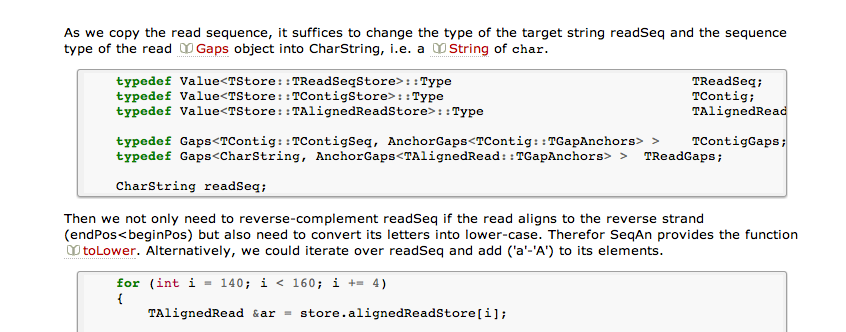 As we copy the read sequence, it suffices to change the type of the target string readSeq and the sequence
type of the read Gaps object into CharString, i.e. a String of char.
typedef Value<TStore::TReadSeqStore>::Type TReadSeq;
typedef Value<TStore::TContigStore>::Type TContig;
typedef Value<TStore::TAlignedReadStore>::Type TAlignedRead
typedef Gaps<TContig::TContigSeq, AnchorGaps<TContig::TGapAnchors> > TContigGaps;
typedef Gaps<CharString, AnchorGaps<TAlignedRead::TGapAnchors> > TReadGaps;
CharString readSeq;
Then we not only need to reverse-complement readSeq if the read aligns to the reverse strand
(endPos<beginPos) but also need to convert its letters into lower-case. Therefor SeqAn provides the function
toLower. Alternatively, we could iterate over readSeq and add ('a'-'A') to its elements.
for (int i = 140; i < 160; i += 4)
{
TAlignedRead &ar = store.alignedReadStore[i];